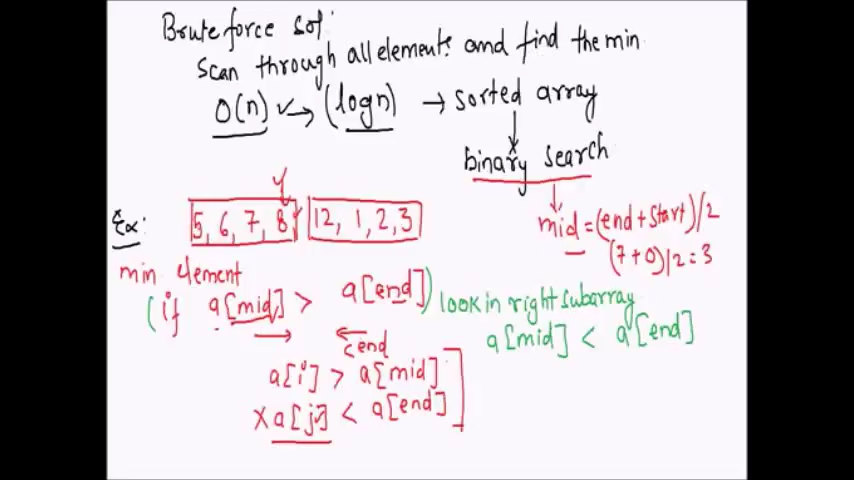 Bruteforce sol:
scan through all elements and find the min
O(n) → (logn) → sorted array
binary search
mid = (end + start)/2
(7+0)/2 = 3
Ex: 5, 6, 7, 8, 12, 1, 2, 3
min element
(if a[mid] > a[end]) look in right subarray
a[mid] < a[end]
end
a[i] > a[mid]
× a[j] < a[end]